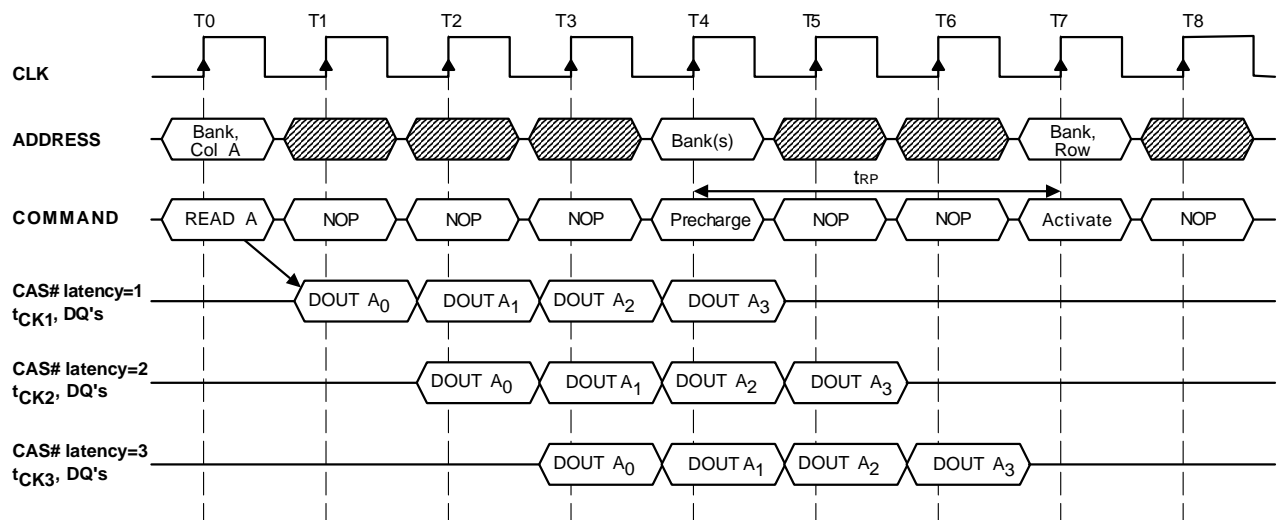 T0 T1 T2 T3 T4 T5 T6 T7 T8
CLK
ADDRESS
Bank,
Col A
Bank(s)
Bank,
Row
tRP
COMMAND
READ A NOP NOP NOP Precharge NOP NOP Activate NOP
CAS# latency=1
tCK1, DQ's
DOUT A0 DOUT A1 DOUT A2 DOUT A3
CAS# latency=2
tCK2, DQ's
DOUT A0 DOUT A1 DOUT A2 DOUT A3
CAS# latency=3
tCK3, DQ's
DOUT A0 DOUT A1 DOUT A2 DOUT A3